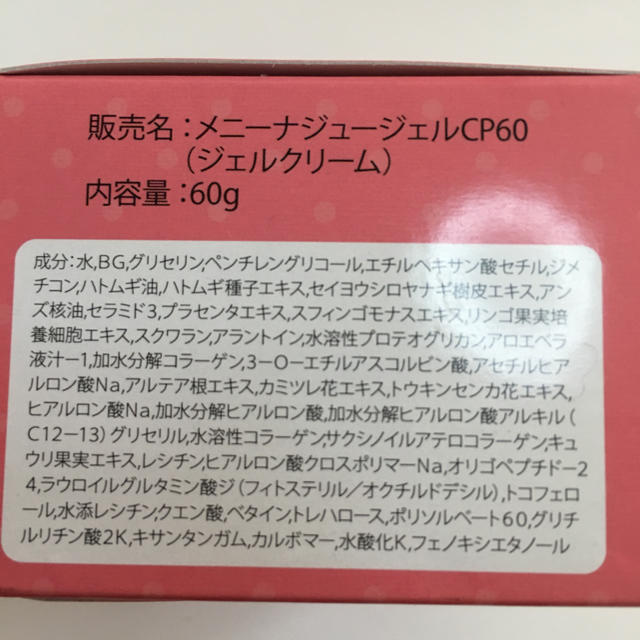 販売名:メニーナジュージェルCP60
(ジェルクリーム)
内容量:60g
成分:水,BG,グリセリン,ペンチレングリコール,エチルヘキサン酸セチル,ジメ
チコン,ハトムギ油,ハトムギ種子エキス,セイヨウシロヤナギ樹皮エキス,アン
ズ核油,セラミド3,プラセンタエキス,スフィンゴモナスエキス,リンゴ果実培
養細胞エキス,スクワラン,アラントイン,水溶性プロテオグリカン,アロエベラ
液汁ー1,加水分解コラーゲン,3-O-エチルアスコルビン酸,アセチルヒア
ルロン酸Na,アルテア根エキス,カミツレ花エキス,トウキンセンカ花エキス,
ヒアルロン酸Na,加水分解ヒアルロン酸,加水分解ヒアルロン酸アルキル(
C12-13)グリセリル,水溶性コラーゲン,サクシノイルアテロコラーゲン,キュ
ウリ果実エキス,レシチン,ヒアルロン酸クロスポリマーNa,オリゴペプチド-2
4,ラウロイルグルタミン酸ジ(フィトステリル/オクチルドデシル),トコフェロ
ール,水添レシチン,クエン酸,ベタイン,トレハロース,ポリソルベート60,グリチ
ルリチン酸2K,キサンタンガム,カルボマー,水酸化K,フェノキシエタノール